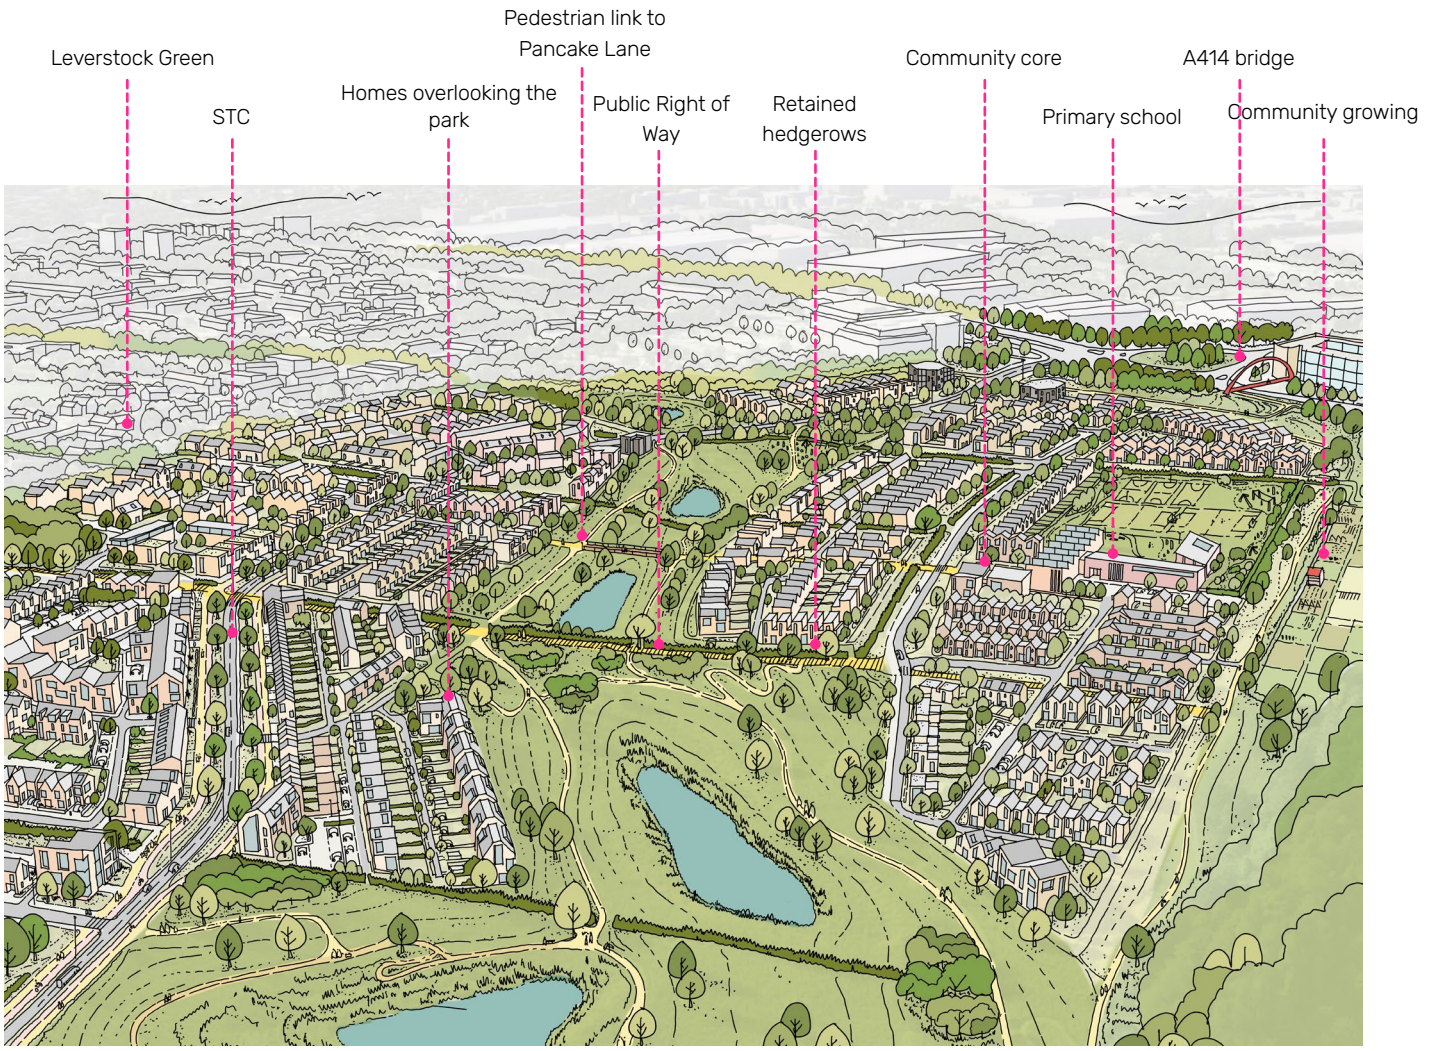 Pedestrian link to
Pancake Lane
Leverstock Green
Community core
A414 bridge
Homes overlooking the
park
STC
Public Right of
Way
Retained
hedgerows
Primary school
Community growing